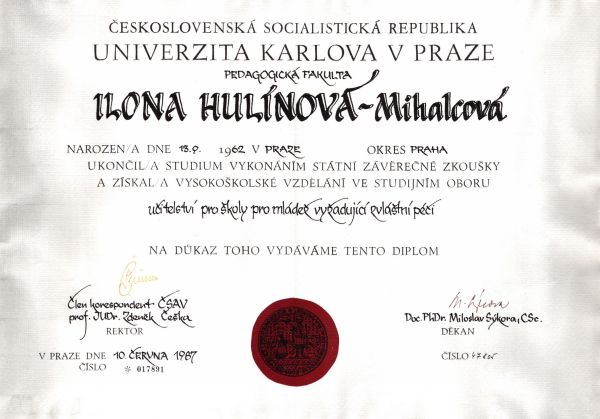 ČESKOSLOVENSKÁ SOCIALISTICKÁ REPUBLIKA
UNIVERZITA KARLOVA V PRAZE
PEDAGOGICKÁ FAKULTA
ILONA HULÍNOVÁ-Mihalcová
NAROZEN/A DNE 13.9. 1962 V PRAZE OKRES PRAHA
UKONČIL/A STUDIUM VYKONÁNÍM STÁTNÍ ZÁVĚREČNÉ ZKOUŠKY
A ZÍSKAL/A VYSOKOŠKOLSKÉ VZDĚLÁNÍ VE STUDIJNÍM OBORU
učitelství pro školy pro mládež vyžadující zvláštní péči
NA DŮKAZ TOHO VYDÁVÁME TENTO DIPLOM
Člen korespondent ČSAV
prof. JUDr. Zdeněk Češka
REKTOR
Doc. PhDr. Miloslav Sýkora, CSc.
DĚKAN
V PRAZE DNE 10. ČERVNA 1987
ČÍSLO * 017891
ČÍSLO